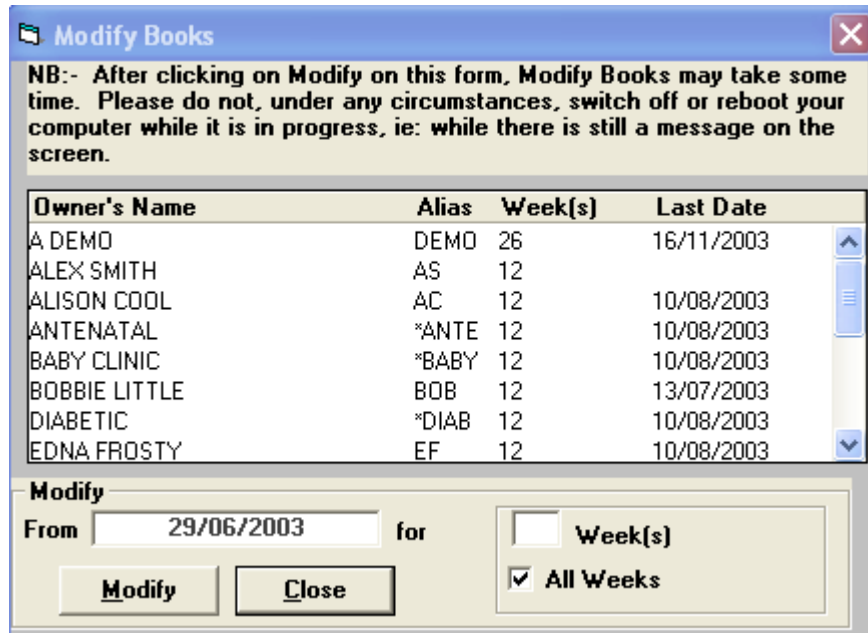 Modify Books
NB:- After clicking on Modify on this form, Modify Books may take some
time. Please do not, under any circumstances, switch off or reboot your
computer while it is in progress, ie: while there is still a message on the
screen.
Owner's Name Alias Week(s) Last Date
A DEMO DEMO 26 16/11/2003
ALEX SMITH AS 12
ALISON COOL AC 12 10/08/2003
ANTENATAL *ANTE 12 10/08/2003
BABY CLINIC *BABY 12 10/08/2003
BOBBIE LITTLE BOB 12 13/07/2003
DIABETIC *DIAB 12 10/08/2003
EDNA FROSTY EF 12 10/08/2003
Modify
From 29/06/2003 for Week(s)
Modify Close All Weeks